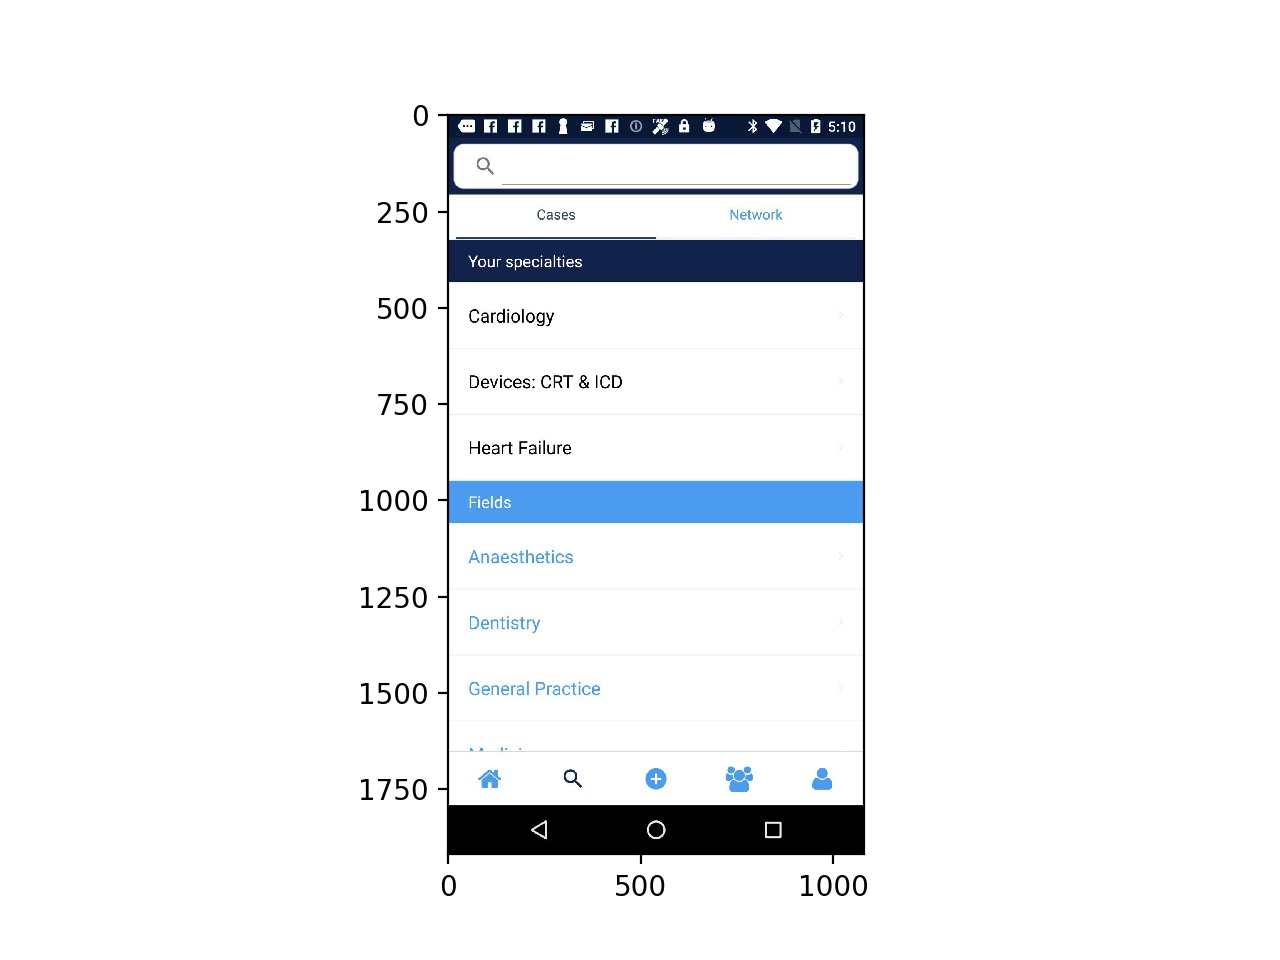 0
5:10
250
Cases
Network
Your specialties
500
Cardiology
750
Devices: CRT & ICD
Heart Failure
1000
Fields
Anaesthetics
1250
Dentistry
1500
General Practice
1750
0
500
1000